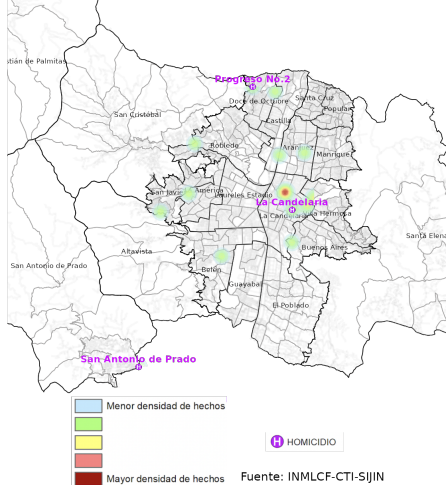 stián de Palmitas
Progreso No.2
Doce de Octubre
Santa Cruz
Popular
San Cristóbal
Castilla
Robledo
Aranjuez
Manrique
San Javier
América
Laureles Estadio
La Candelaria
La Candelaria
Villa Hermosa
Santa Elena
Altavista
Buenos Aires
San Antonio de Prado
Belén
Guayabal
El Poblado
San Antonio de Prado
Menor densidad de hechos
H HOMICIDIO
Mayor densidad de hechos
Fuente: INMLCF-CTI-SIJIN